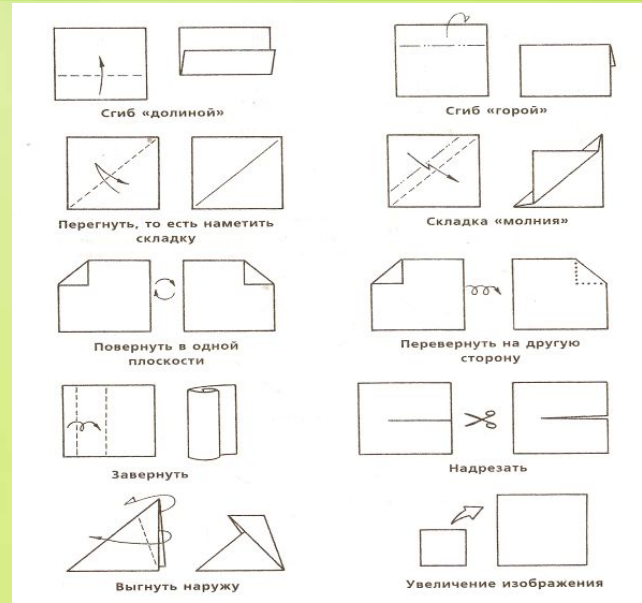 Сгиб «долиной»
Сгиб «горой»
Перегнуть, то есть наметить
складку
Складка «молния»
Повернуть в одной
плоскости
Перевернуть на другую
сторону
Завернуть
Надрезать
Выгнуть наружу
Увеличение изображения